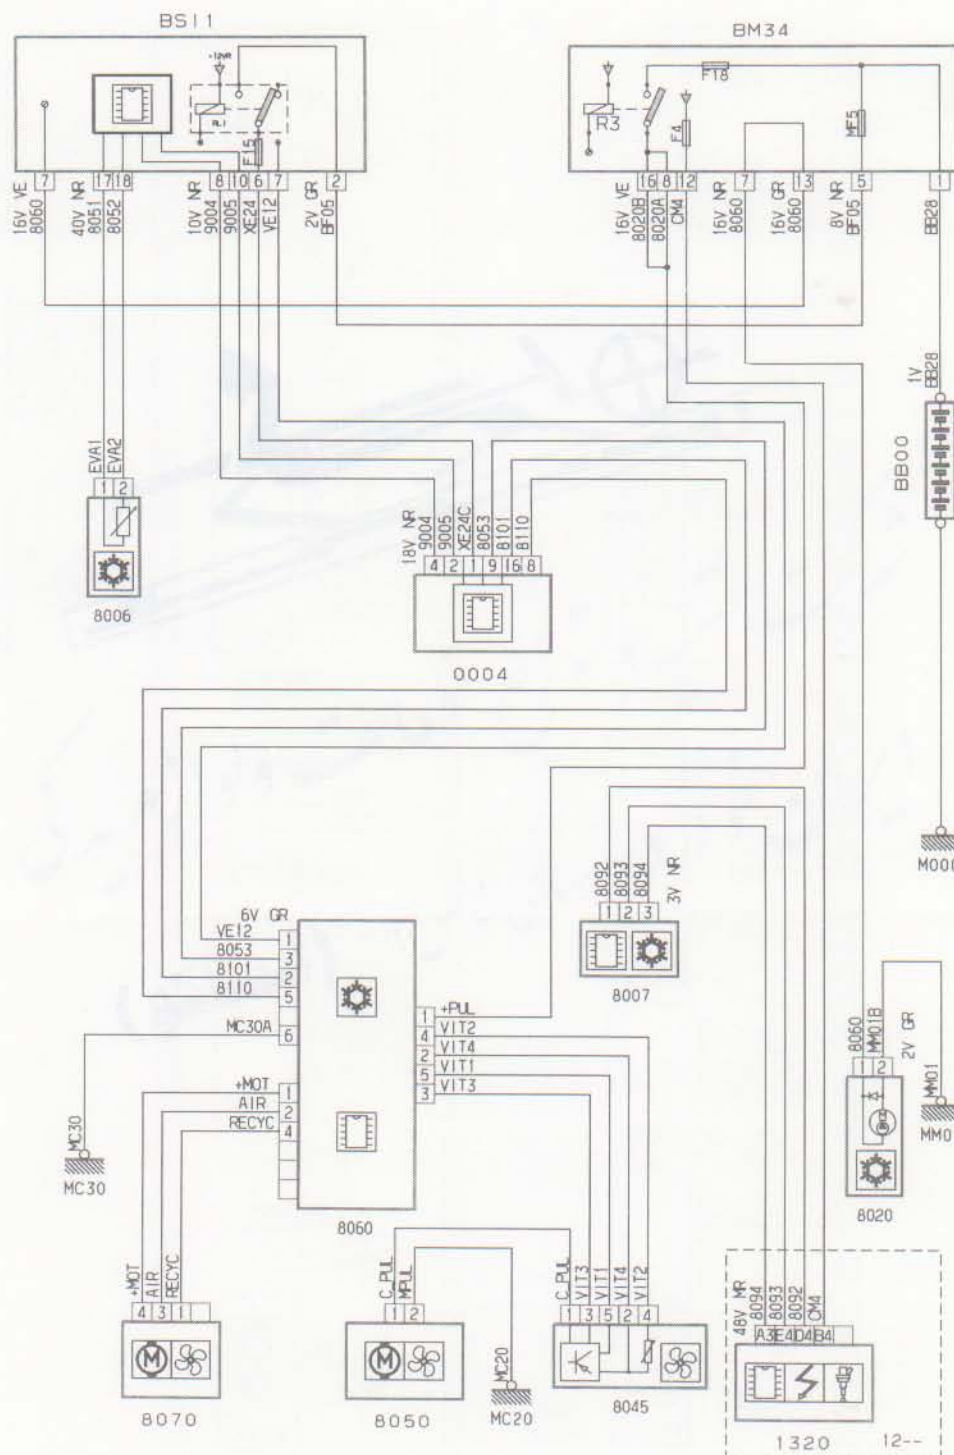 BSI1
BM34
+12VR
RL1
F15
R3
F4
F18
MF5
7
17 18
8 10 6 7
2
16 8 12
7
13
5
1
16V VE
8060
40V NR
8051
8052
10V NR
9004
9005
XE24
VE12
2V GR
BF05
16V VE
8020B
8020A
CM4
16V NR
8060
16V GR
8060
8V NR
BF05
BB28
1V
BB28
BB00
EVA1
EVA2
1 2
8006
18V NR
9004
9005
XE24C
8053
8101
8110
4 2 1 9 16 8
0004
M000
8092
8093
8094
3V NR
1 2 3
8007
6V GR
VE12 1
8053 3
8101 2
8110 5
MC30A 6
+MOT 1
AIR 2
RECYC 4
1 +PUL
4 VIT2
2 VIT4
5 VIT1
3 VIT3
8060
MC30
MC30
8060
MM01B
2V GR
1 2
8020
MM01
MM0
+MOT
AIR
RECYC
4 3 1
M
8070
C_PUL
MPUL
1 2
M
8050
MC20
MC20
C_PUL
VIT3
VIT1
VIT4
VIT2
1 3 5 2 4
8045
48V MR
8094
8093
8092
CM4
A3 E4 D4 B4
1320
12--